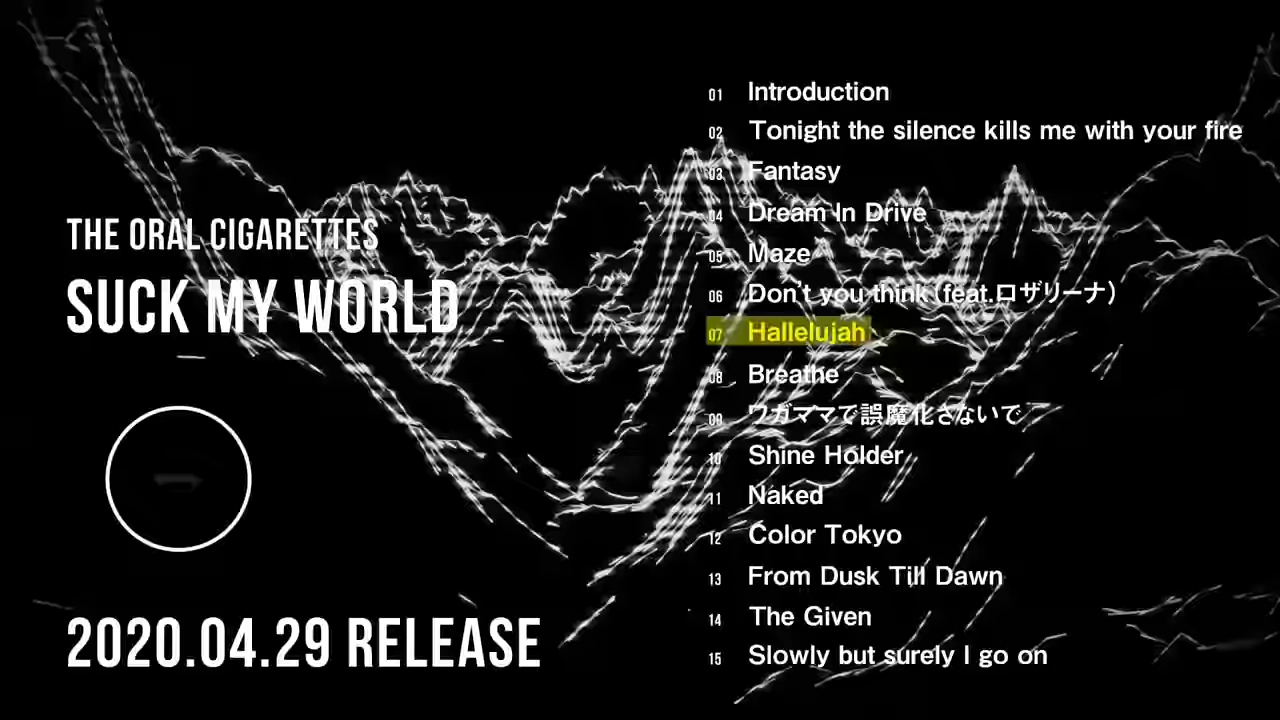 THE ORAL CIGARETTES
SUCK MY WORLD
2020.04.29 RELEASE
01 Introduction
02 Tonight the silence kills me with your fire
03 Fantasy
04 Dream In Drive
05 Maze
06 Don't you think (feat.ロザリーナ)
07 Hallelujah
08 Breathe
09 ワガママで誤魔化さないで
10 Shine Holder
11 Naked
12 Color Tokyo
13 From Dusk Till Dawn
14 The Given
15 Slowly but surely I go on